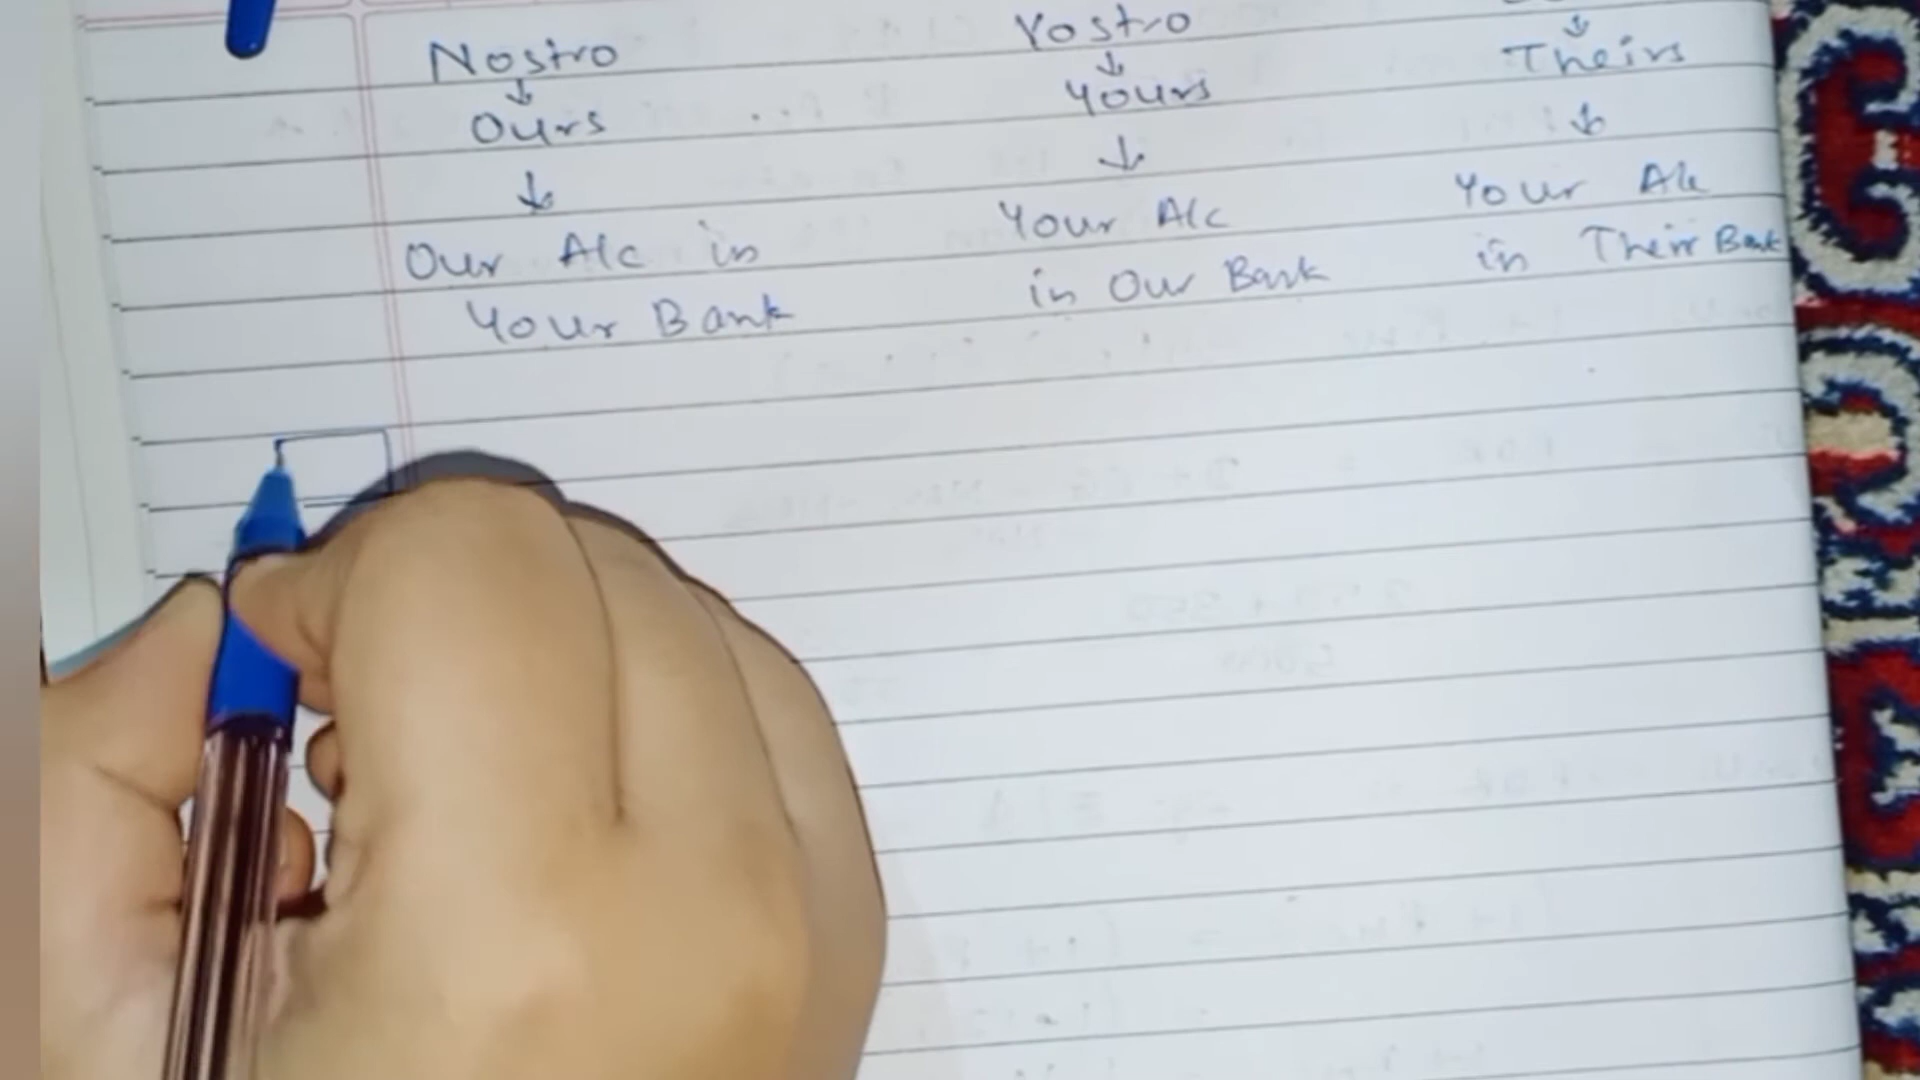 Nostro
↓
Ours
↓
Our A/c in
Your Bank
Vostro
↓
Yours
↓
Your A/c
in Our Bank
↓
Theirs
↓
Your A/c
in Their Bank